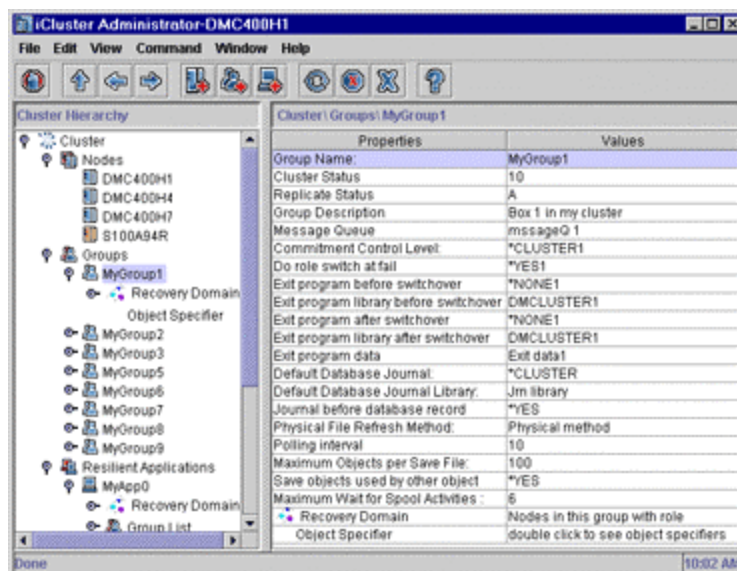 iCluster Administrator-DMC400H1
File Edit View Command Window Help
Cluster Hierarchy
Cluster
Nodes
DMC400H1
DMC400H4
DMC400H7
S100A94R
Groups
MyGroup1
Recovery Domain
Object Specifier
MyGroup2
MyGroup3
MyGroup5
MyGroup6
MyGroup7
MyGroup8
MyGroup9
Resilient Applications
MyApp0
Recovery Domain
Group List
Cluster\Groups\MyGroup1
Properties Values
Group Name: MyGroup1
Cluster Status 10
Replicate Status A
Group Description Box 1 in my cluster
Message Queue mssageQ 1
Commitment Control Level: *CLUSTER1
Do role switch at fail *YES1
Exit program before switchover *NONE1
Exit program library before switchover DMCLUSTER1
Exit program after switchover *NONE1
Exit program library after switchover DMCLUSTER1
Exit program data Exit data1
Default Database Journal: *CLUSTER
Default Database Journal Library: Jrn library
Journal before database record *YES
Physical File Refresh Method: Physical method
Polling interval 10
Maximum Objects per Save File: 100
Save objects used by other object *YES
Maximum Wait for Spool Activities : 6
Recovery Domain Nodes in this group with role
Object Specifier double click to see object specifiers
Done 10:02 AM